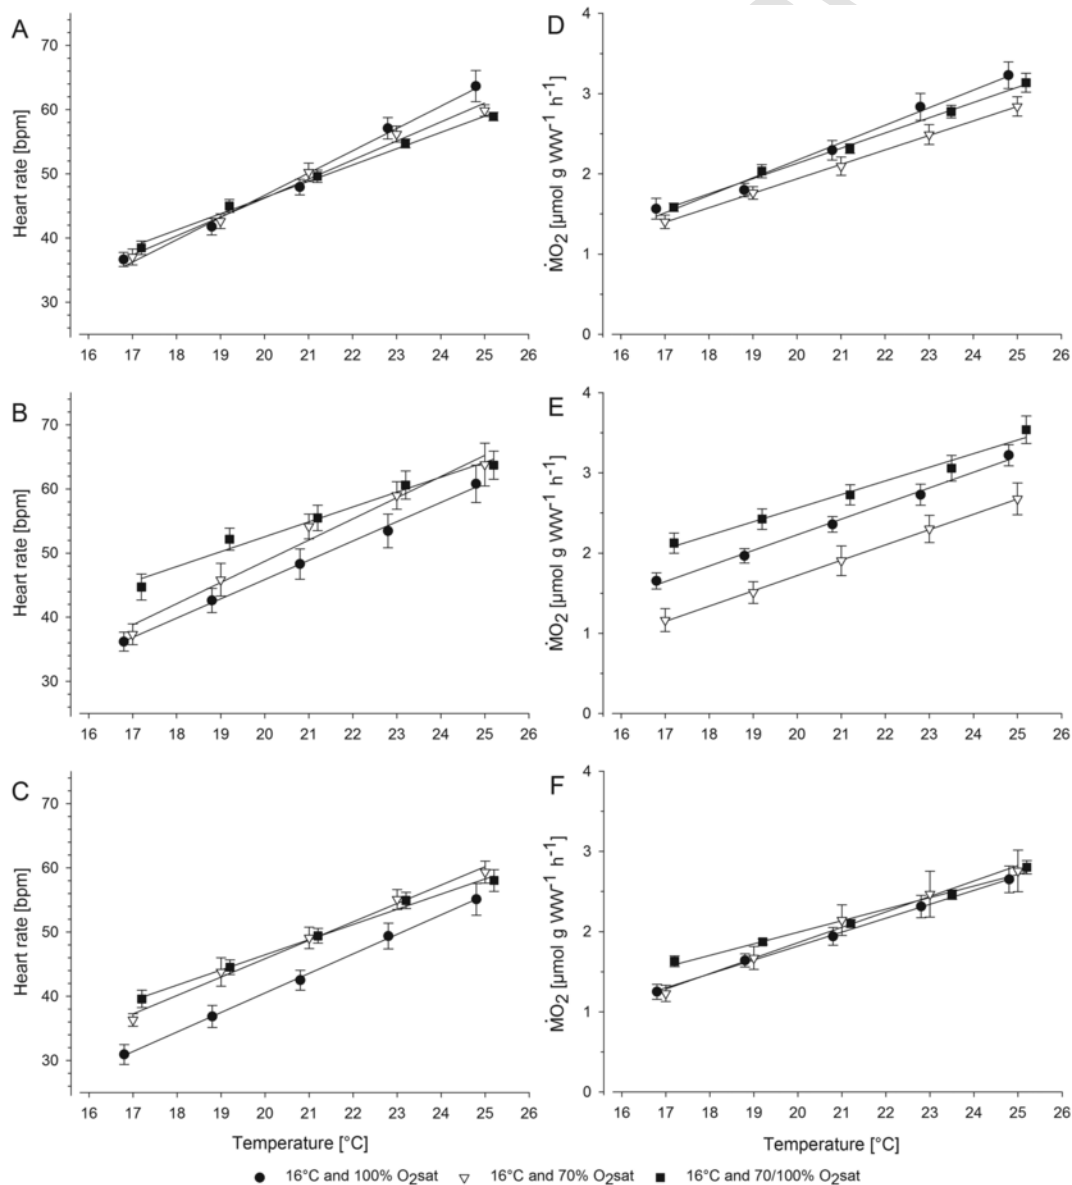 A
D
70
60
50
40
30
Heart rate [bpm]
16 17 18 19 20 21 22 23 24 25 26
4
3
2
1
0
ṀO2 [µmol g WW-1 h-1]
16 17 18 19 20 21 22 23 24 25 26
B
E
70
60
50
40
30
Heart rate [bpm]
16 17 18 19 20 21 22 23 24 25 26
4
3
2
1
0
ṀO2 [µmol g WW-1 h-1]
16 17 18 19 20 21 22 23 24 25 26
C
F
70
60
50
40
30
Heart rate [bpm]
16 17 18 19 20 21 22 23 24 25 26
Temperature [°C]
4
3
2
1
0
ṀO2 [µmol g WW-1 h-1]
16 17 18 19 20 21 22 23 24 25 26
Temperature [°C]
16°C and 100% O2sat 16°C and 70% O2sat 16°C and 70/100% O2sat